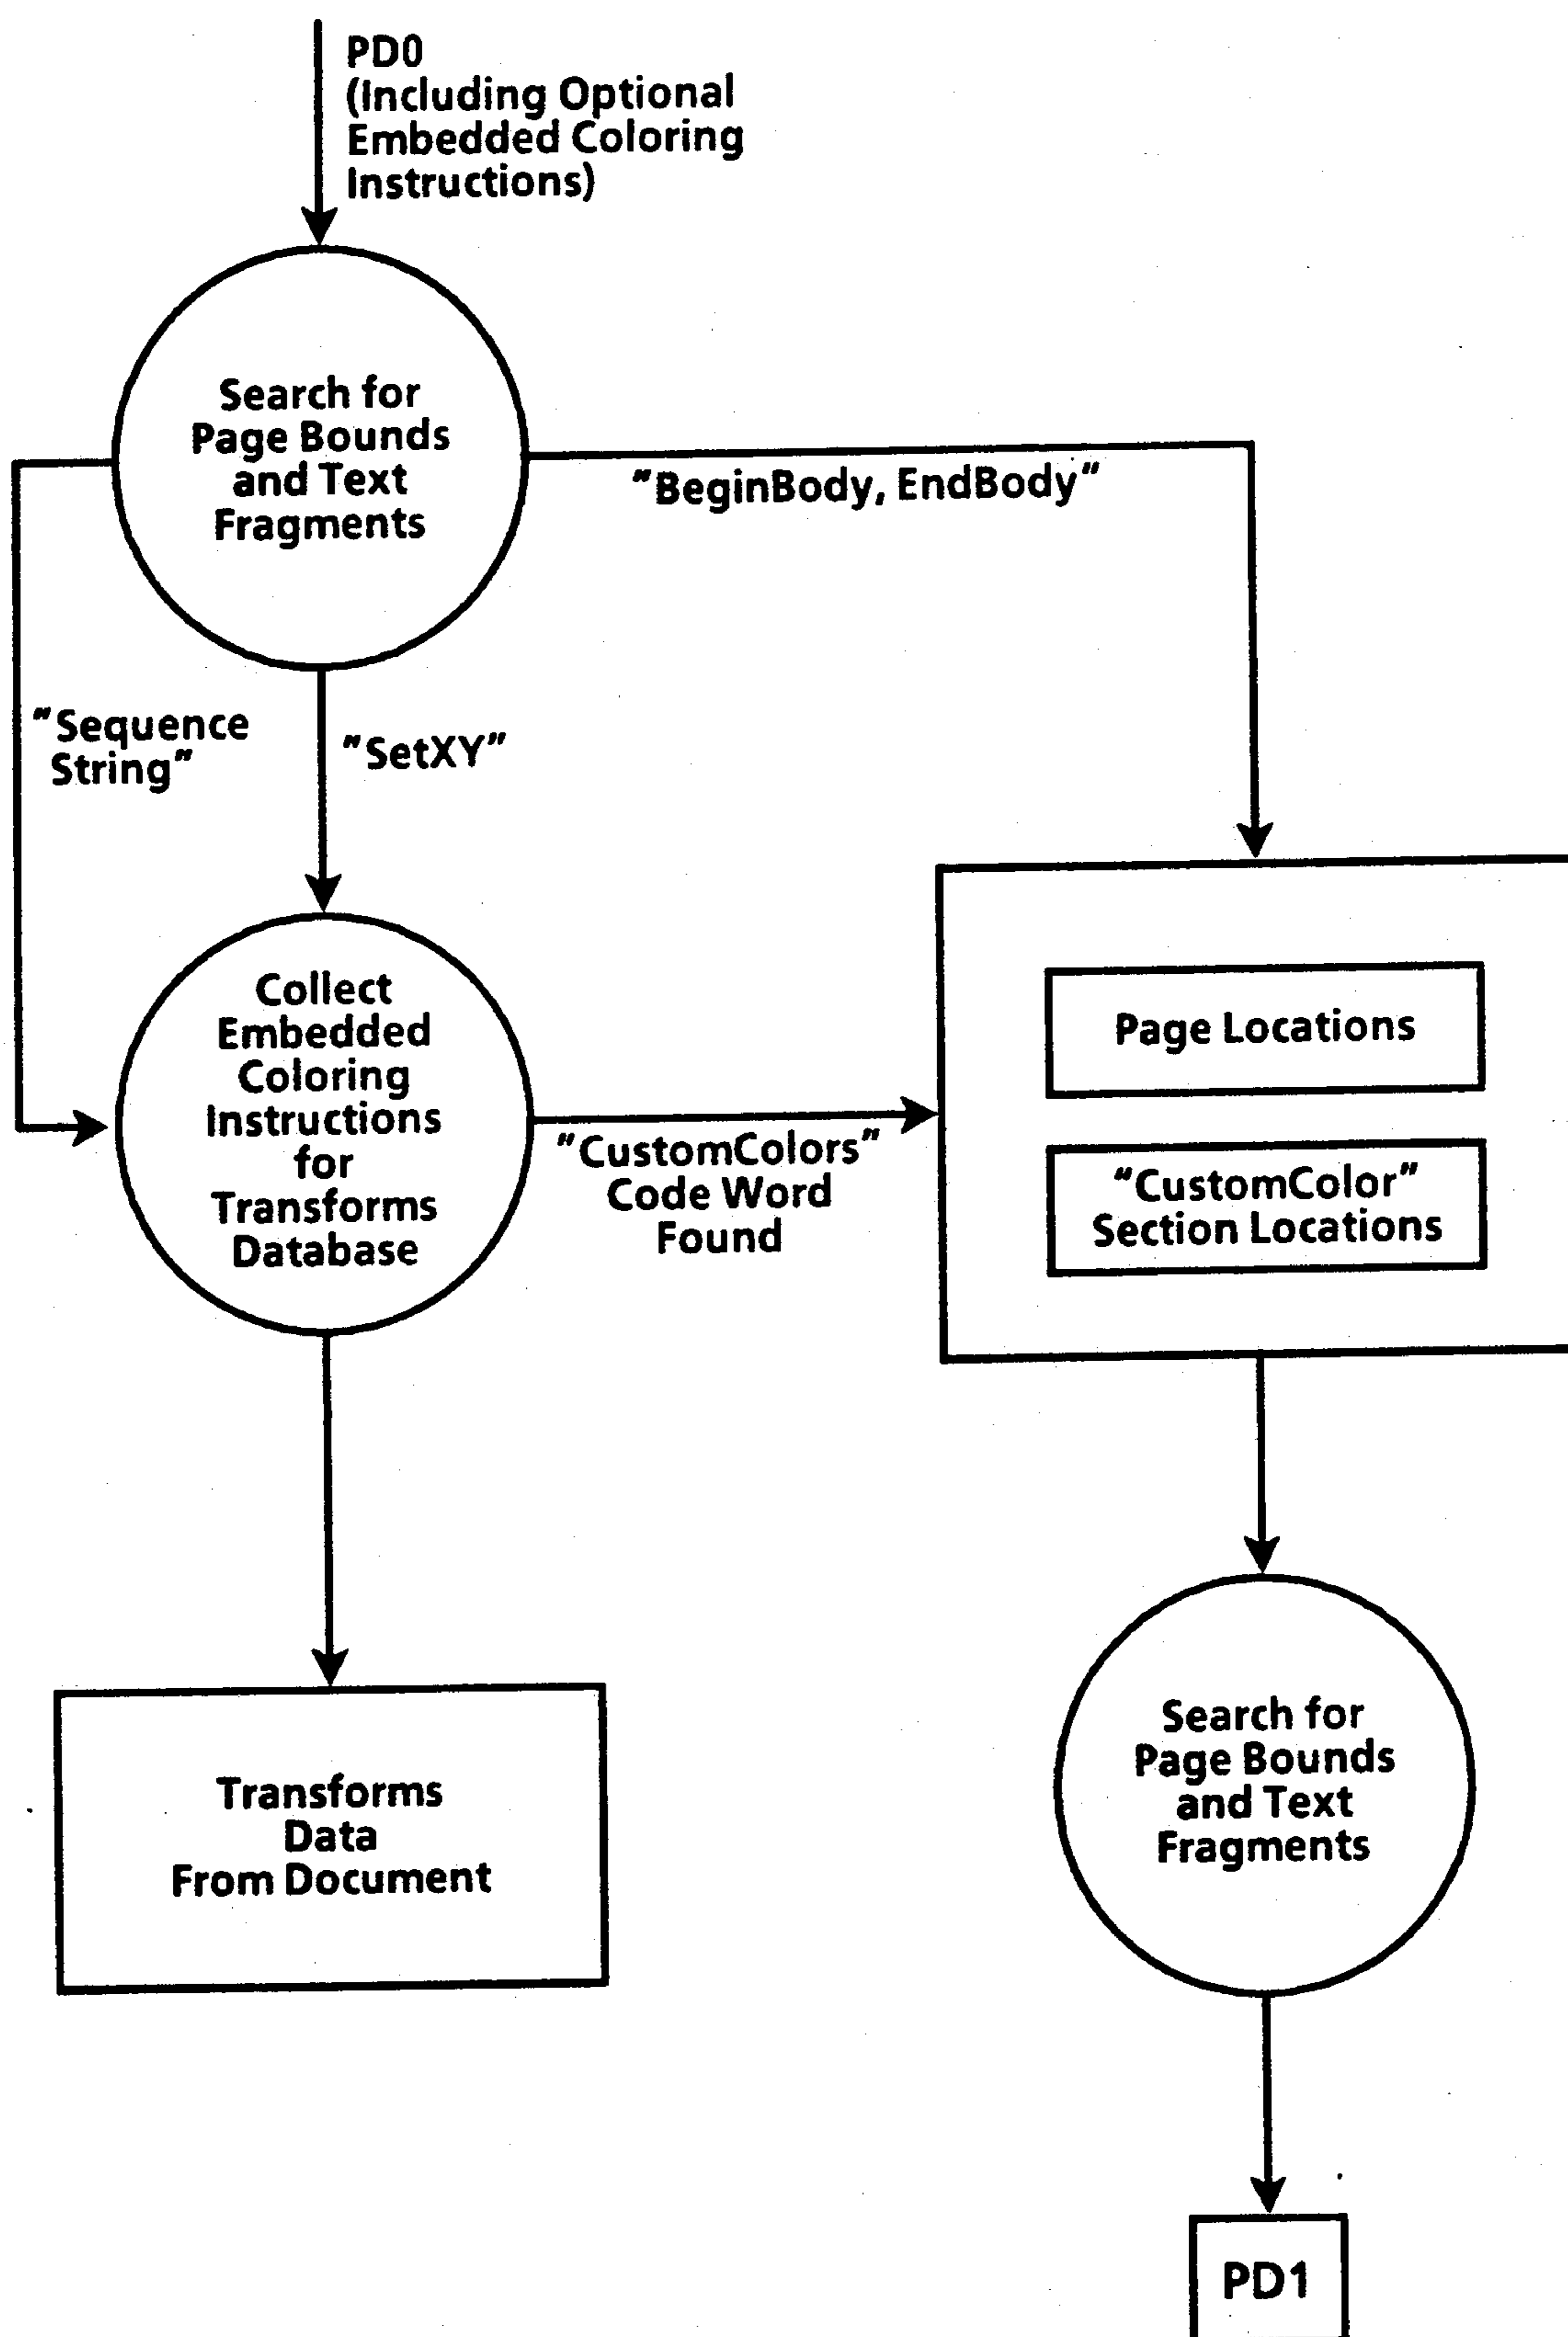 PD0
(Including Optional
Embedded Coloring
Instructions)
Search for
Page Bounds
and Text
Fragments
"BeginBody, EndBody"
"Sequence
String"
"SetXY"
Collect
Embedded
Coloring
Instructions
for
Transforms
Database
"CustomColors"
Code Word
Found
Page Locations
"CustomColor"
Section Locations
Transforms
Data
From Document
Search for
Page Bounds
and Text
Fragments
PD1